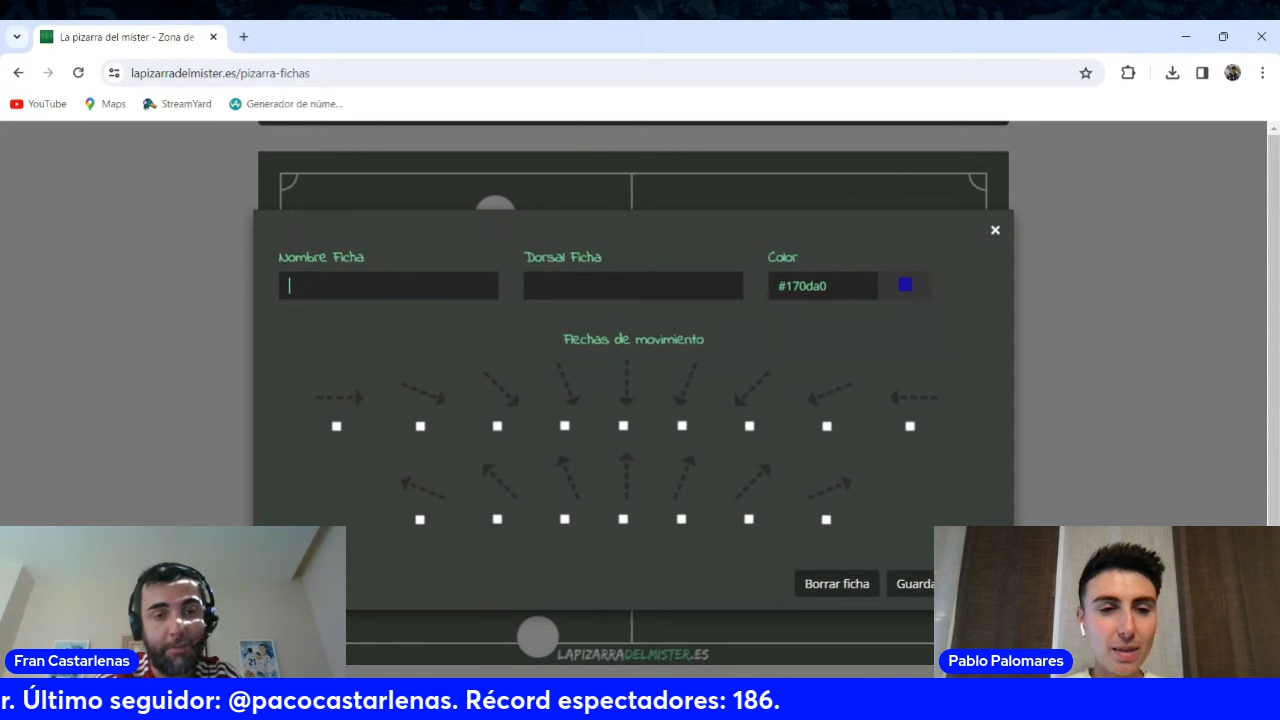 La pizarra del míster - Zona de
lapizarradelmister.es/pizarra-fichas
YouTube
Maps
StreamYard
Generador de núme...
Nombre Ficha
Dorsal Ficha
Color
#170da0
Flechas de movimiento
Borrar ficha
Guarda
LAPIZARRADELMISTER.ES
21
Fran Castarlenas
Pablo Palomares
r. Último seguidor: @pacocastarlenas. Récord espectadores: 186.